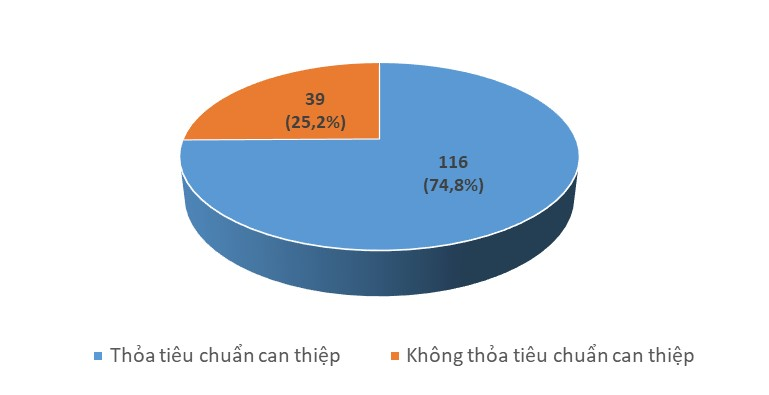 39
(25,2%)
116
(74,8%)
Thỏa tiêu chuẩn can thiệp
Không thỏa tiêu chuẩn can thiệp